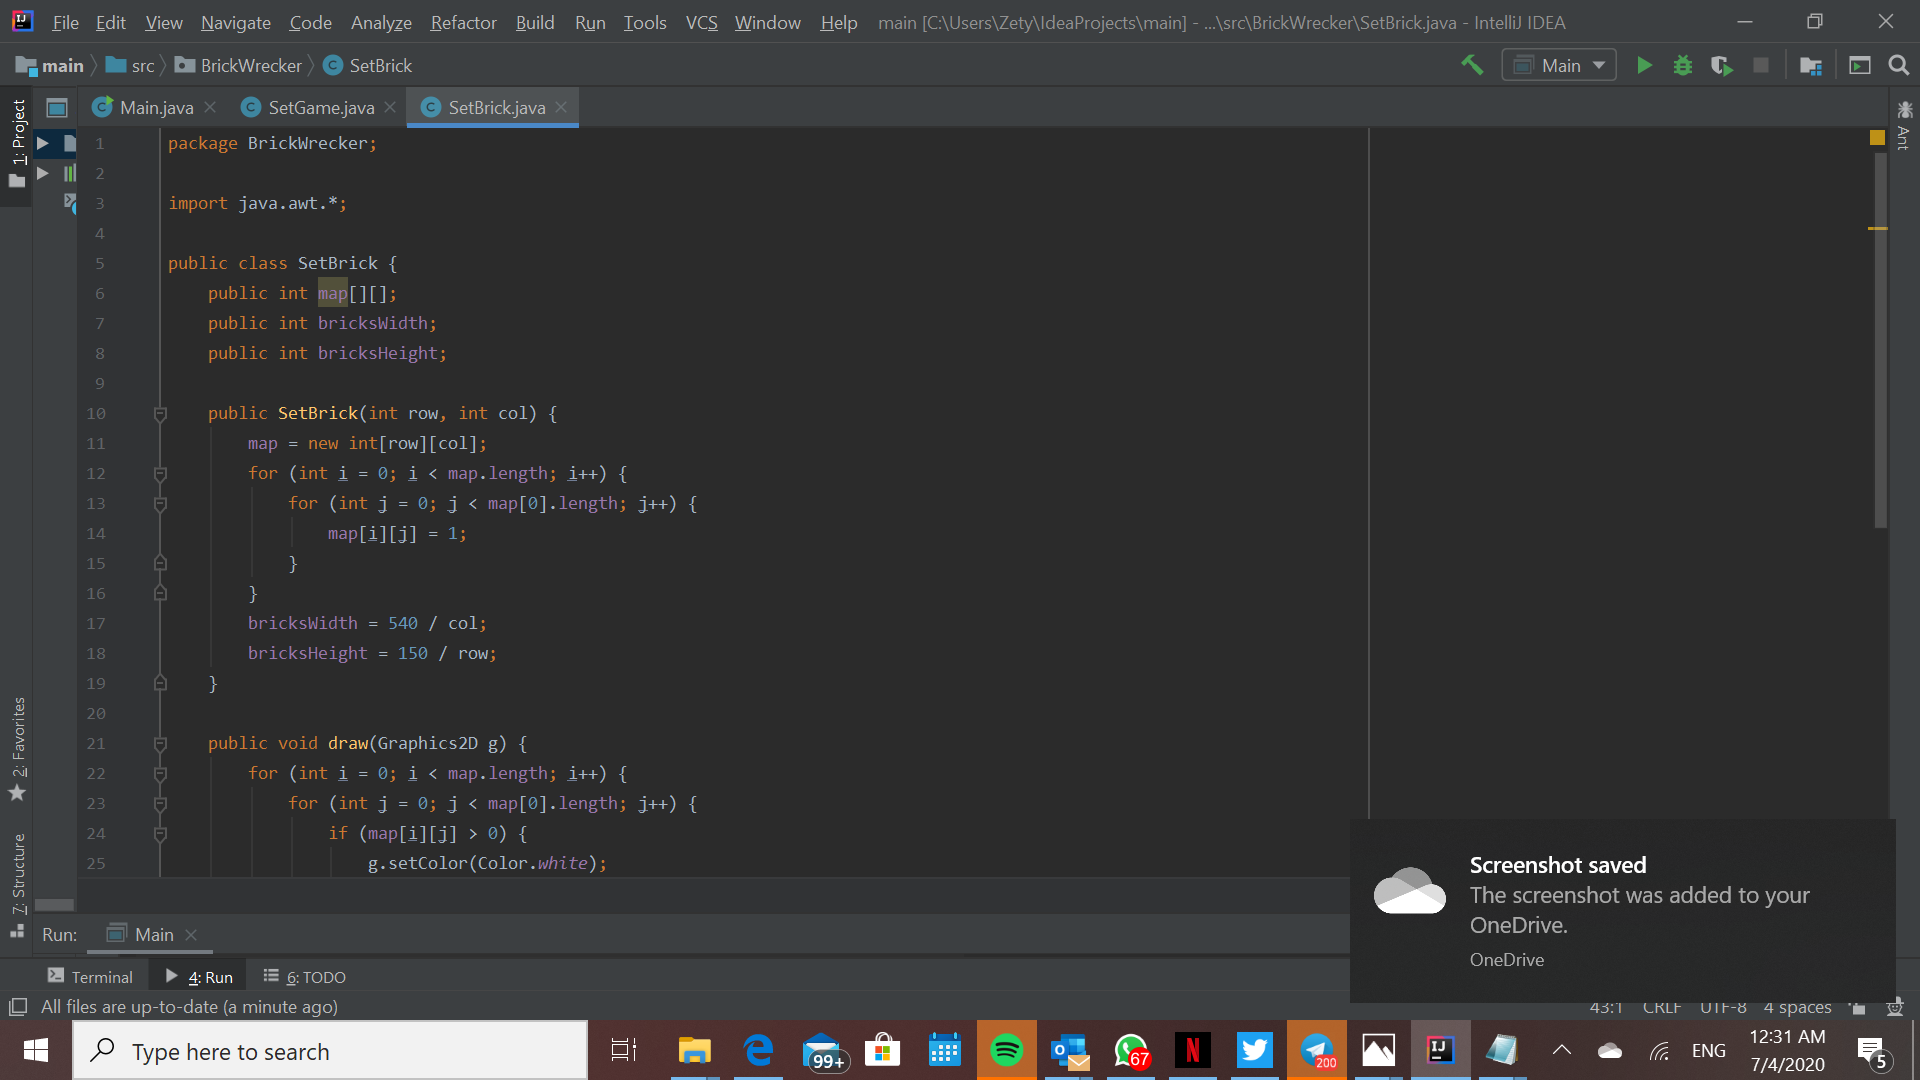 File Edit View Navigate Code Analyze Refactor Build Run Tools VCS Window Help main [C:\Users\Zety\IdeaProjects\main] - ...\src\BrickWrecker\SetBrick.java - IntelliJ IDEA
main src BrickWrecker SetBrick Main
Main.java SetGame.java SetBrick.java
1: Project
Ant
1 package BrickWrecker;
2
3 import java.awt.*;
4
5 public class SetBrick {
6 public int map[][];
7 public int bricksWidth;
8 public int bricksHeight;
9
10 public SetBrick(int row, int col) {
11 map = new int[row][col];
12 for (int i = 0; i < map.length; i++) {
13 for (int j = 0; j < map[0].length; j++) {
14 map[i][j] = 1;
15 }
16 }
17 bricksWidth = 540 / col;
18 bricksHeight = 150 / row;
19 }
20
21 public void draw(Graphics2D g) {
22 for (int i = 0; i < map.length; i++) {
23 for (int j = 0; j < map[0].length; j++) {
24 if (map[i][j] > 0) {
25 g.setColor(Color.white);
2: Favorites
7: Structure
Run: Main
Terminal 4: Run 6: TODO
All files are up-to-date (a minute ago)
43:1 CRLF UTF-8 4 spaces
Screenshot saved
The screenshot was added to your
OneDrive.
OneDrive
Type here to search
99+
67
200
ENG
12:31 AM
7/4/2020
5